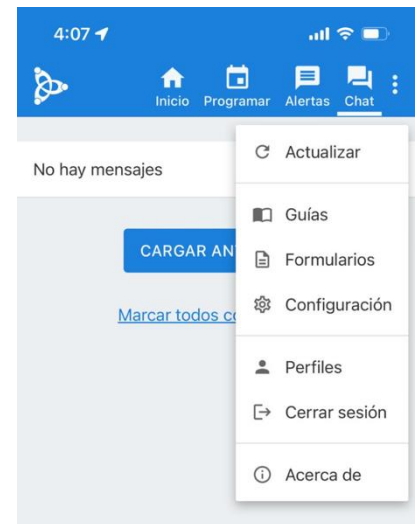 4:07
Inicio Programar Alertas Chat
No hay mensajes
Actualizar
Guías
CARGAR AN
Formularios
Marcar todos
Configuración
Perfiles
Cerrar sesión
Acerca de